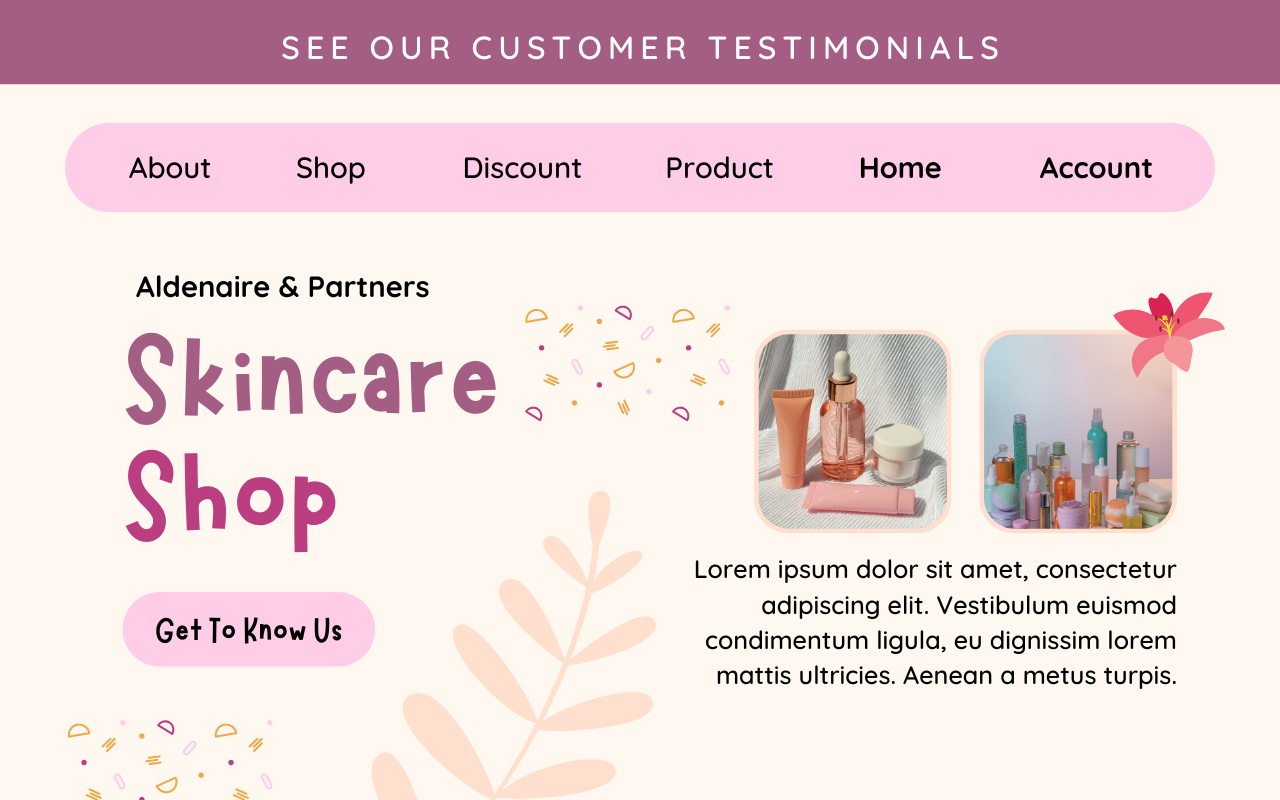 SEE OUR CUSTOMER TESTIMONIALS
About Shop Discount Product Home Account
Aldenaire & Partners
Skincare
Shop
Get To Know Us
Lorem ipsum dolor sit amet, consectetur
adipiscing elit. Vestibulum euismod
condimentum ligula, eu dignissim lorem
mattis ultricies. Aenean a metus turpis.